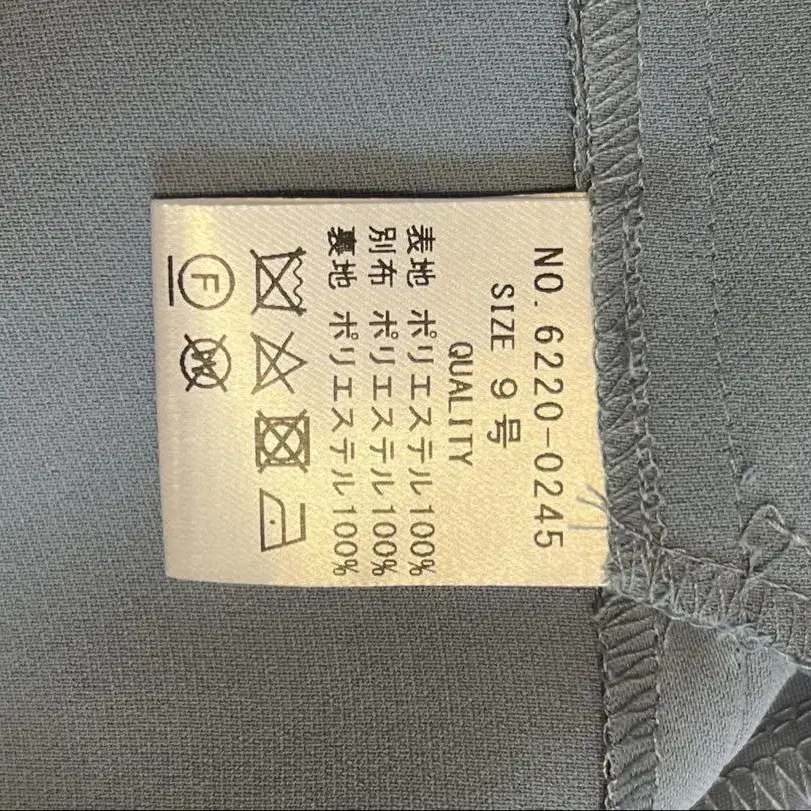 NO. 6220-0245
SIZE 9号
QUALITY
表地 ポリエステル100%
別布 ポリエステル100%
裏地 ポリエステル100%
F
W